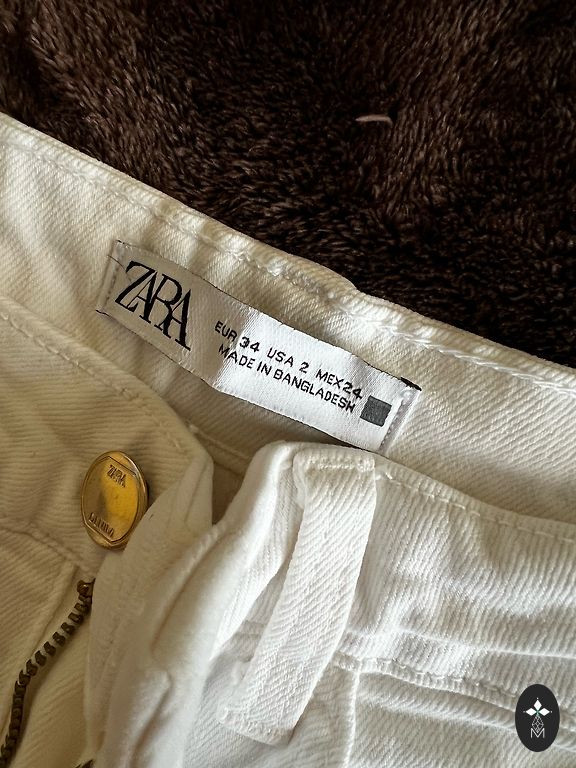 ZARA
EUR 34 USA 2 MEX 24
MADE IN BANGLADESH
ZARA